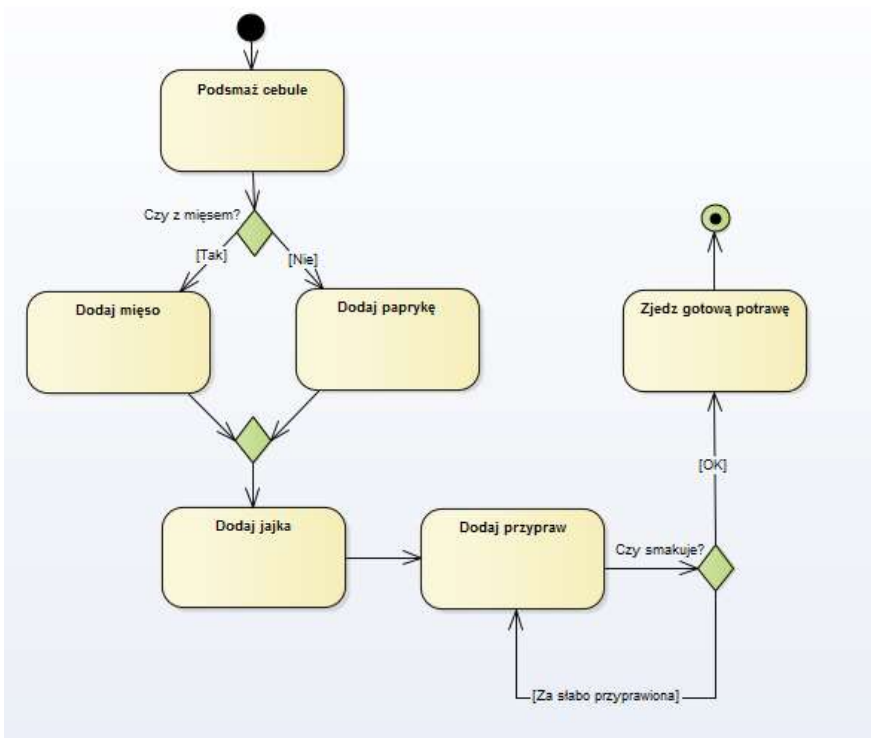 Podsmaż cebule
Czy z mięsem?
[Tak]
[Nie]
Dodaj mięso
Dodaj paprykę
Dodaj jajka
Dodaj przypraw
Czy smakuje?
[Za słabo przyprawiona]
[OK]
Zjedz gotową potrawę